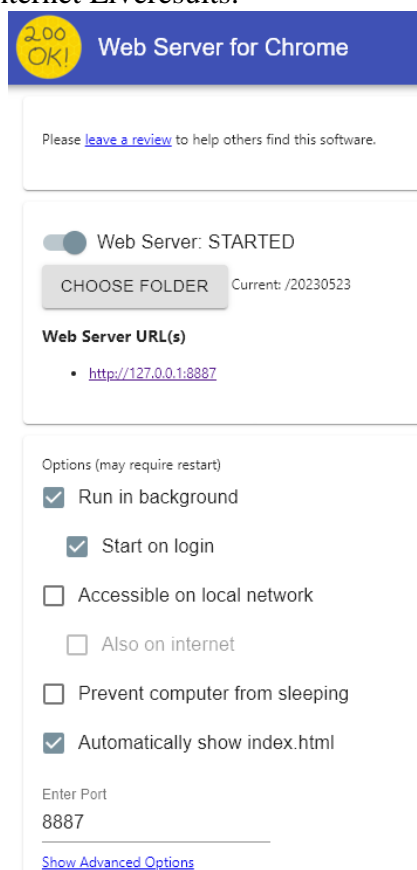 200
OK!
Web Server for Chrome
Please leave a review to help others find this software.
Web Server: STARTED
CHOOSE FOLDER Current: /20230523
Web Server URL(s)
• http://127.0.0.1:8887
Options (may require restart)
Run in background
Start on login
Accessible on local network
Also on internet
Prevent computer from sleeping
Automatically show index.html
Enter Port
8887
Show Advanced Options